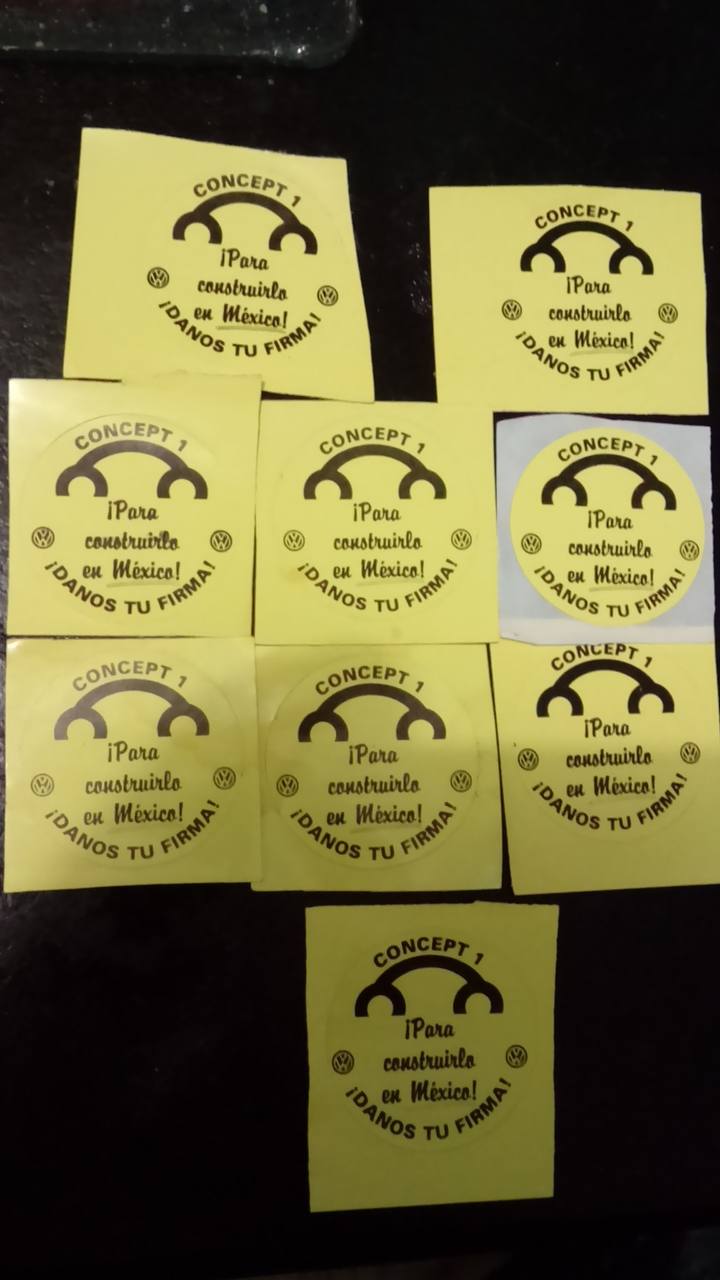 CONCEPT 1
¡Para
construirlo
en México!
¡DANOS TU FIRMA!
CONCEPT 1
¡Para
construirlo
en México!
¡DANOS TU FIRMA!
CONCEPT 1
¡Para
construirlo
en México!
¡DANOS TU FIRMA!
CONCEPT 1
¡Para
construirlo
en México!
¡DANOS TU FIRMA!
CONCEPT 1
¡Para
construirlo
en México!
¡DANOS TU FIRMA!
CONCEPT 1
¡Para
construirlo
en México!
¡DANOS TU FIRMA!
CONCEPT 1
¡Para
construirlo
en México!
¡DANOS TU FIRMA!
CONCEPT 1
¡Para
construirlo
en México!
¡DANOS TU FIRMA!
CONCEPT 1
¡Para
construirlo
en México!
¡DANOS TU FIRMA!